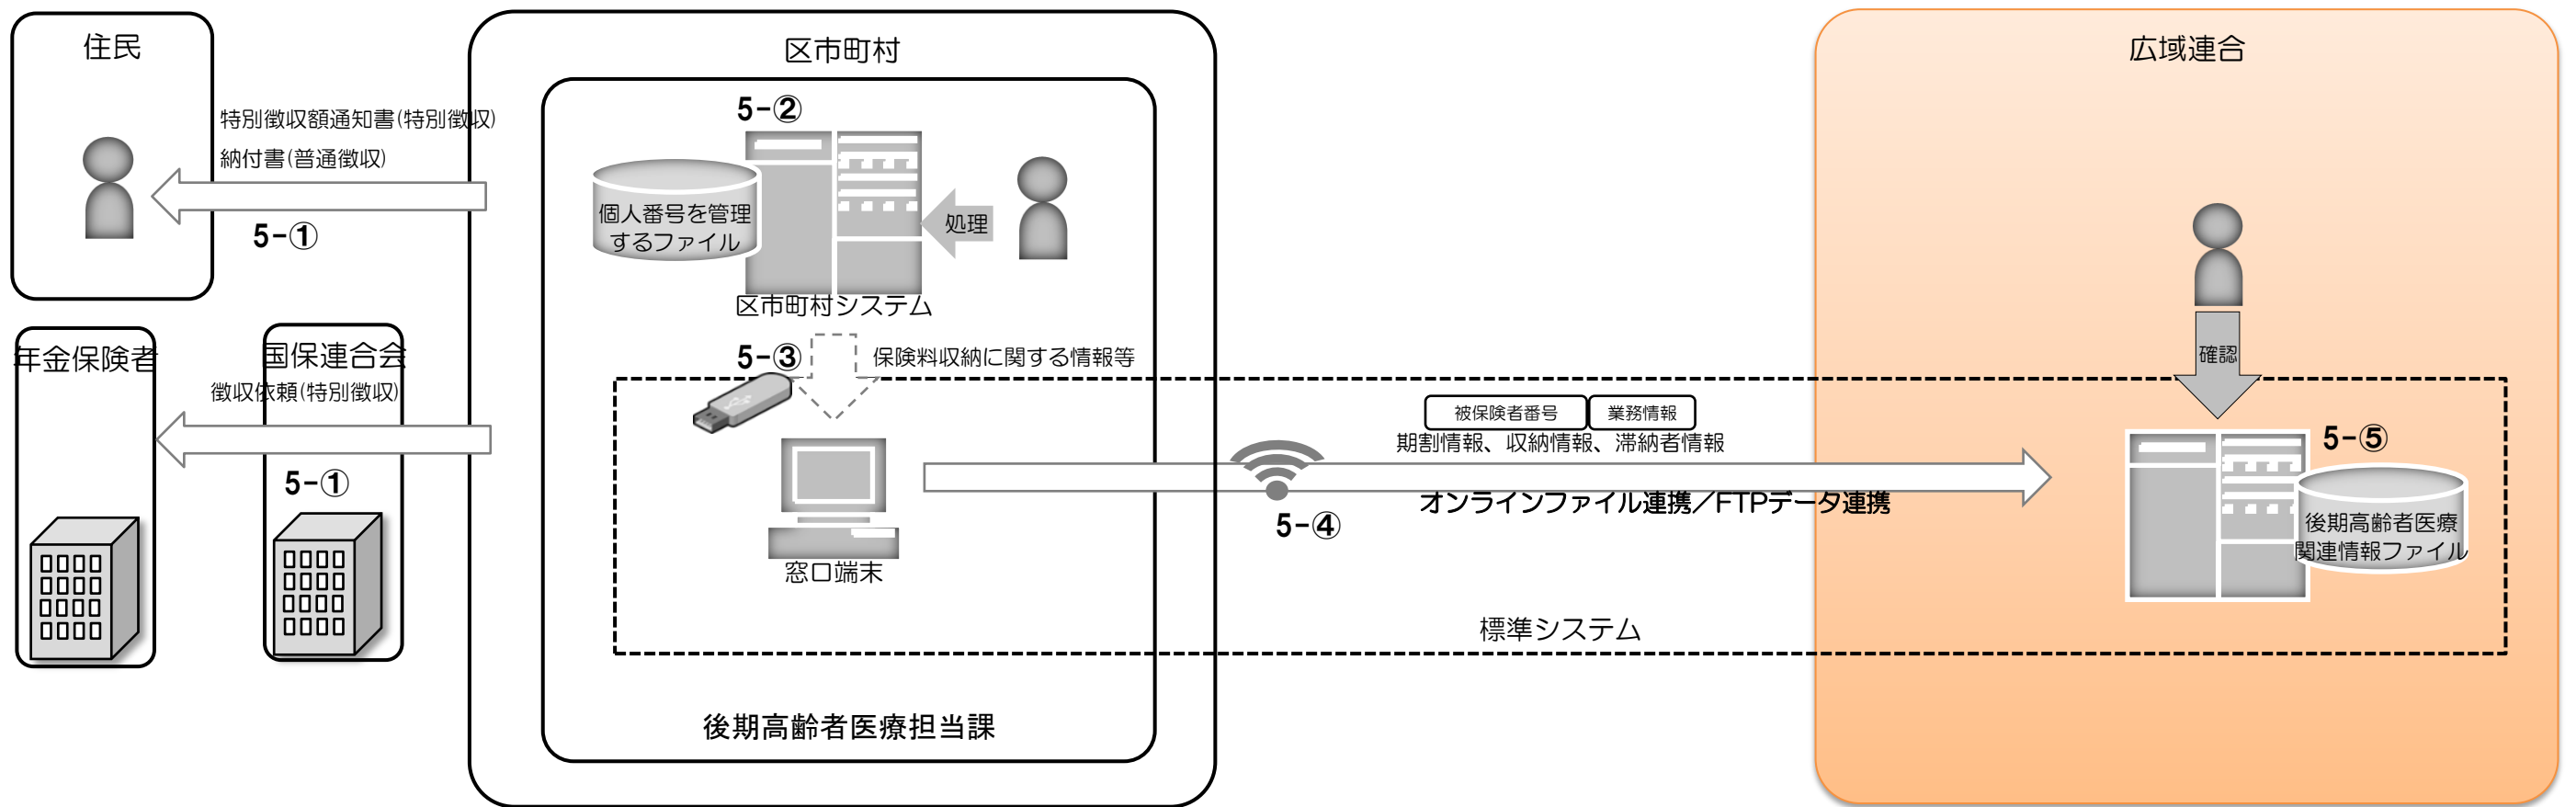 住民
特別徴収額通知書(特別徴収)
納付書(普通徴収)
5-①
年金保険者
国保連合会
徴収依頼(特別徴収)
5-①
区市町村
5-②
個人番号を管理
するファイル
処理
区市町村システム
5-③
保険料収納に関する情報等
窓口端末
後期高齢者医療担当課
被保険者番号
業務情報
期割情報、収納情報、滞納者情報
オンラインファイル連携／FTPデータ連携
5-④
標準システム
広域連合
確認
5-⑤
後期高齢者医療
関連情報ファイル